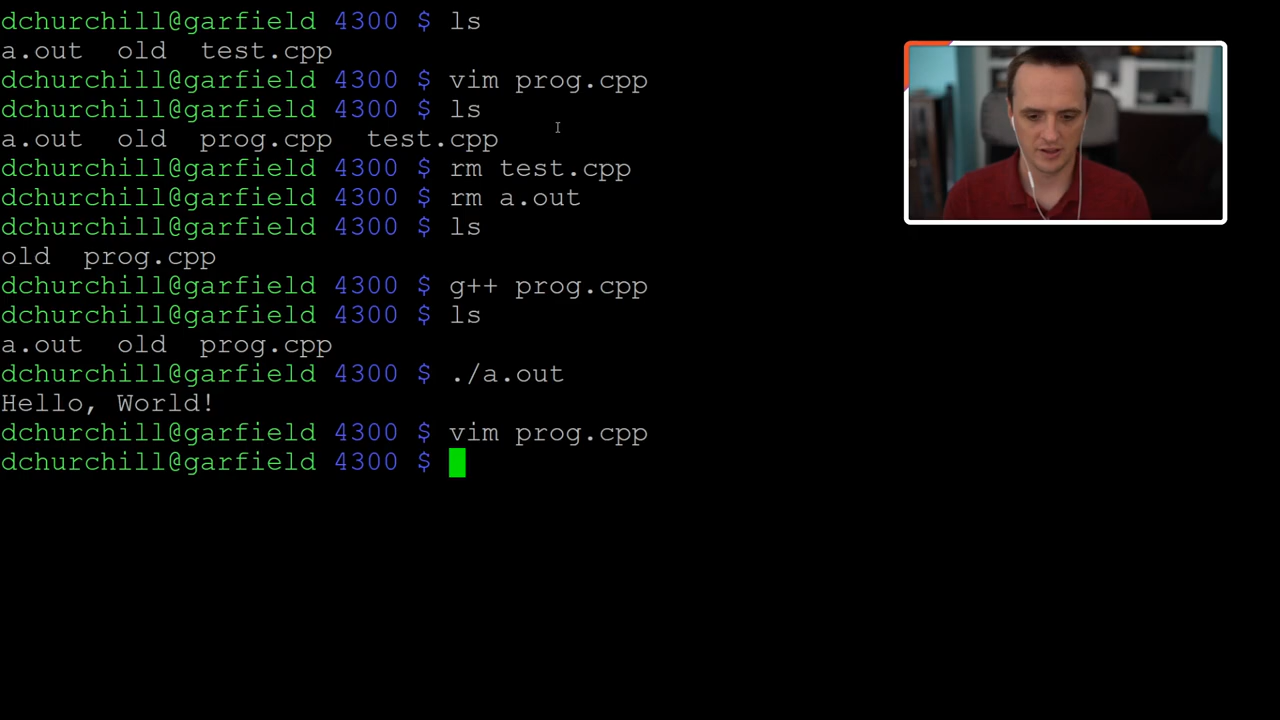 dchurchill@garfield 4300 $ ls
a.out  old  test.cpp
dchurchill@garfield 4300 $ vim prog.cpp
dchurchill@garfield 4300 $ ls
a.out  old  prog.cpp  test.cpp
dchurchill@garfield 4300 $ rm test.cpp
dchurchill@garfield 4300 $ rm a.out
dchurchill@garfield 4300 $ ls
old  prog.cpp
dchurchill@garfield 4300 $ g++ prog.cpp
dchurchill@garfield 4300 $ ls
a.out  old  prog.cpp
dchurchill@garfield 4300 $ ./a.out
Hello, World!
dchurchill@garfield 4300 $ vim prog.cpp
dchurchill@garfield 4300 $